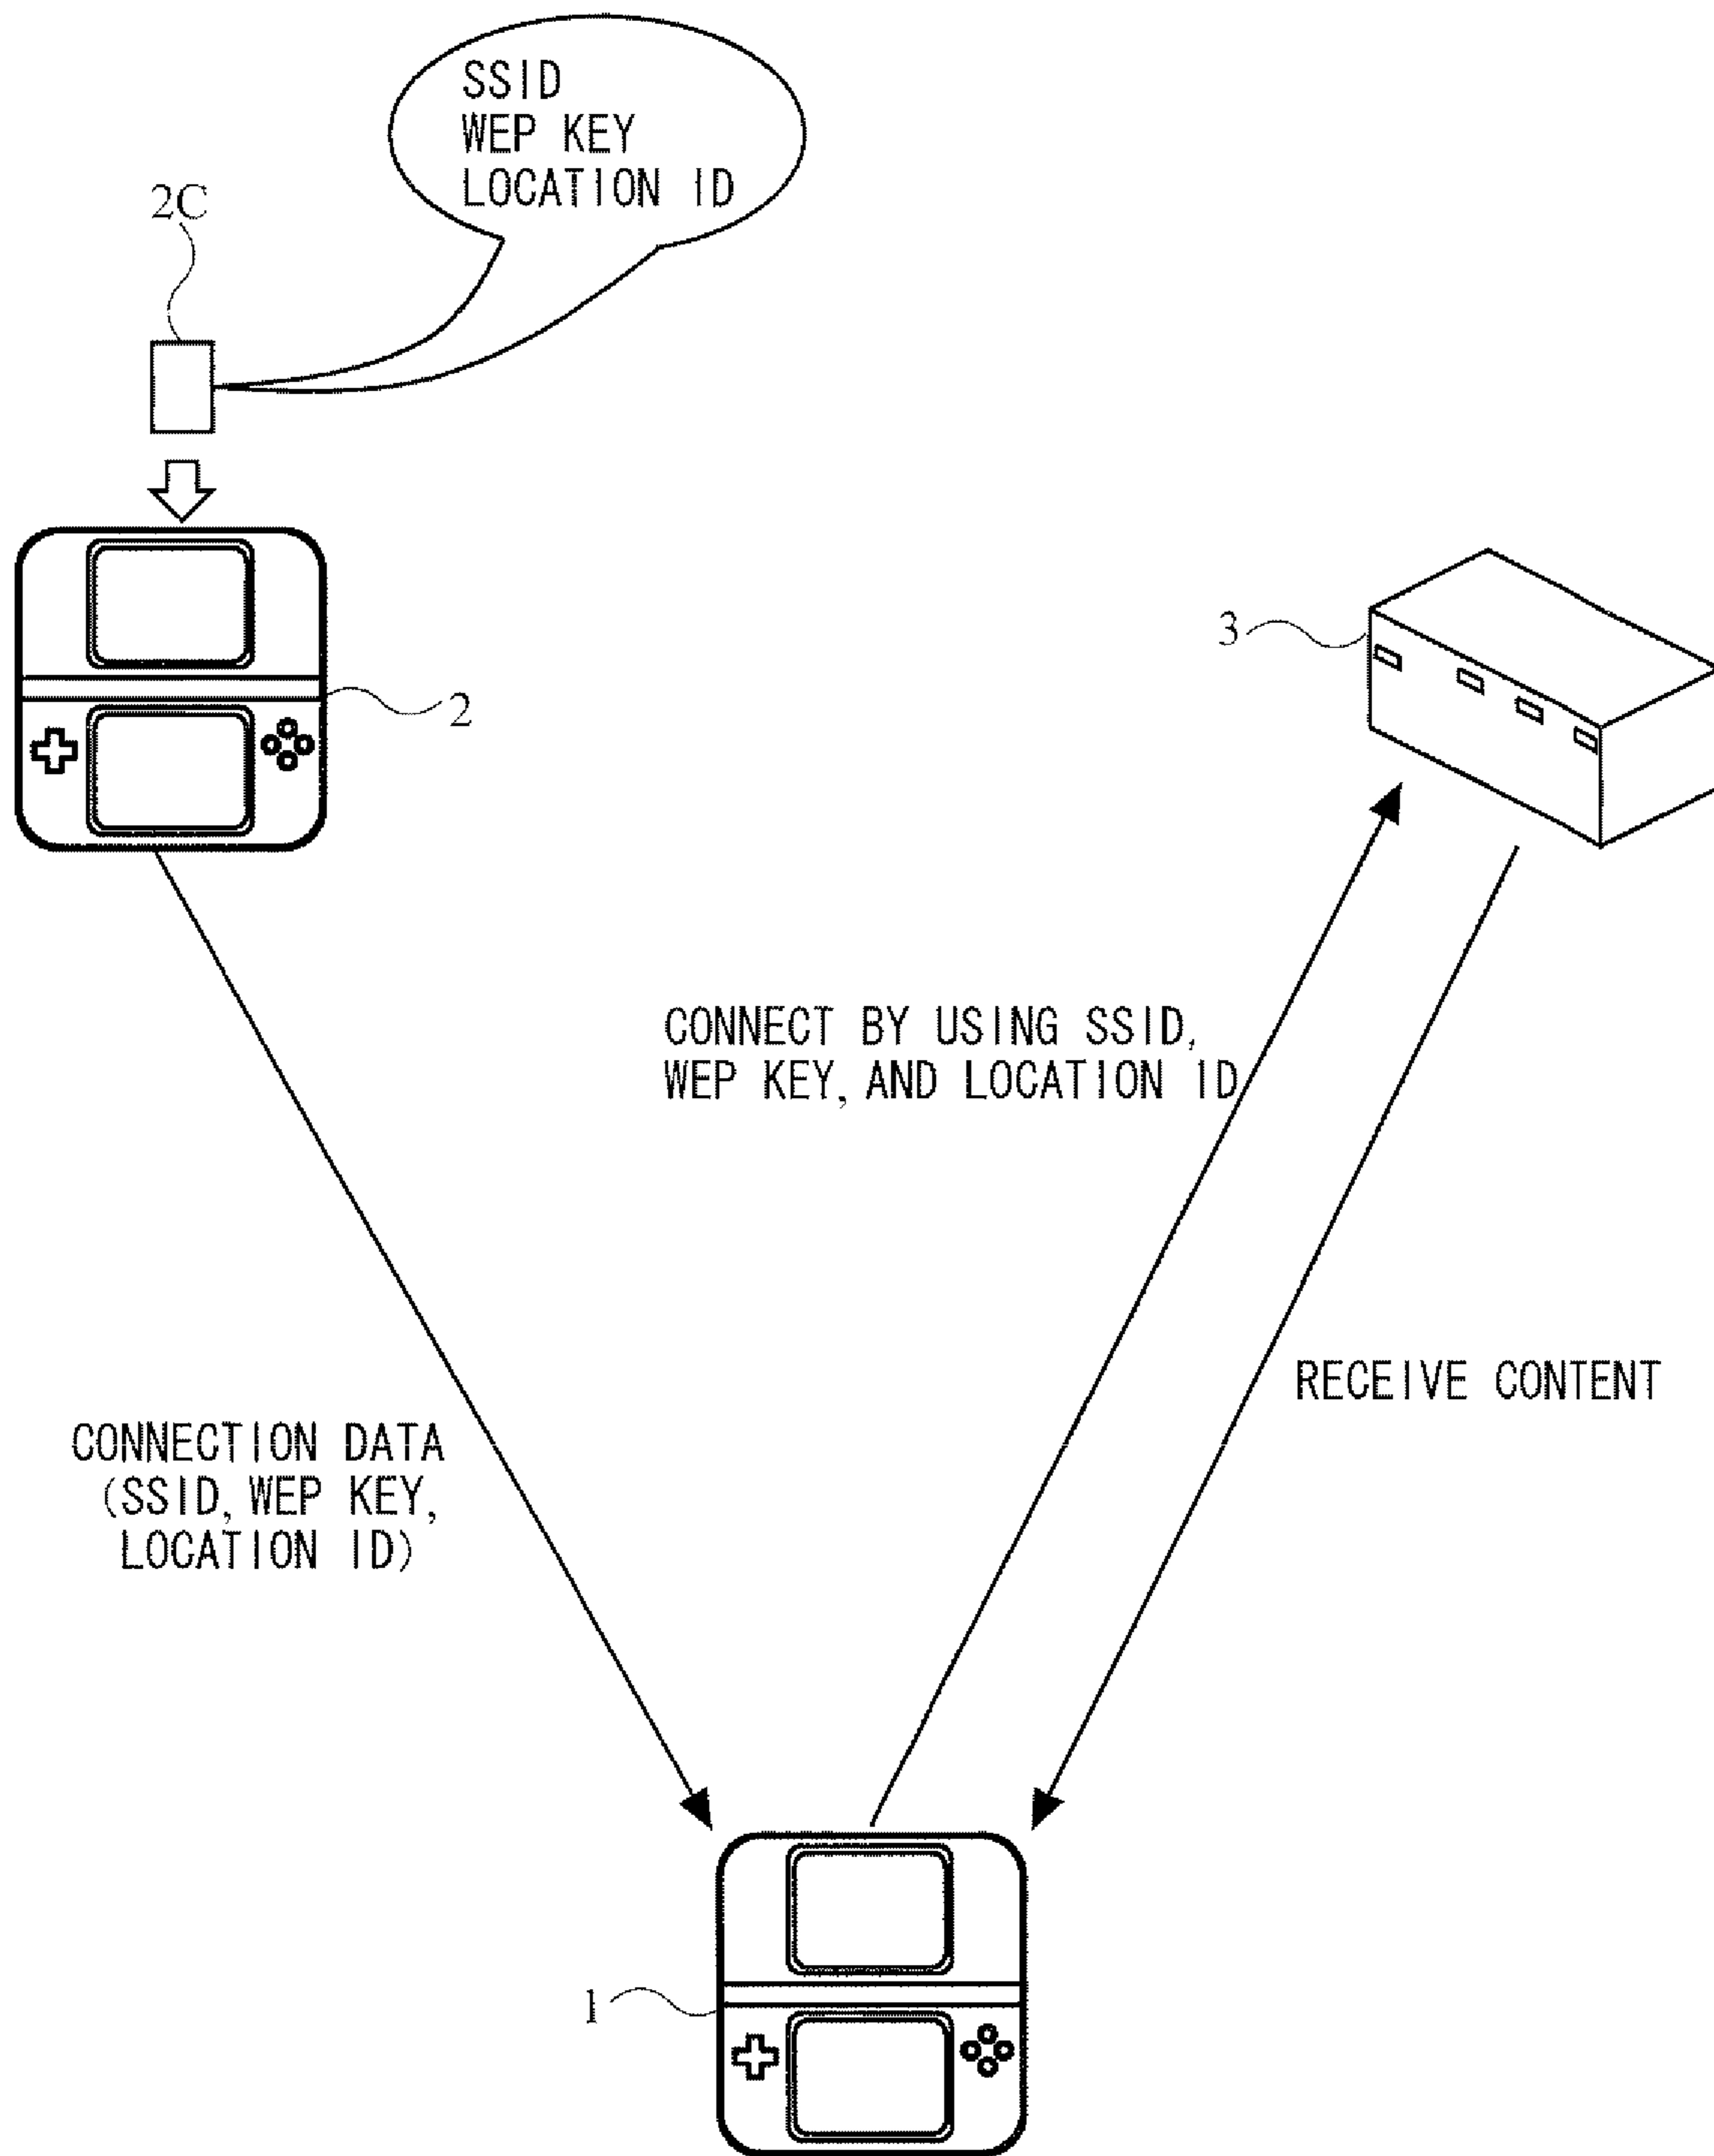 SSID
WEP KEY
LOCATION ID
2C
3
2
CONNECT BY USING SSID,
WEP KEY, AND LOCATION ID
RECEIVE CONTENT
CONNECTION DATA
(SSID, WEP KEY,
LOCATION ID)
1